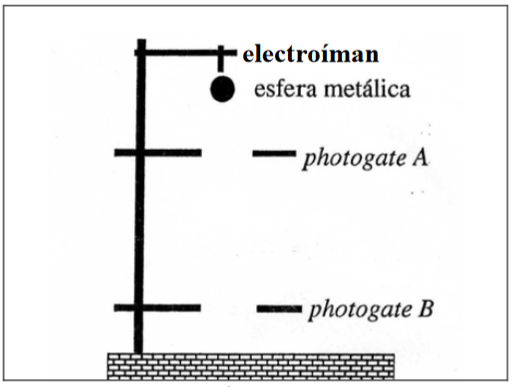 electroíman
esfera metálica
photogate A
photogate B